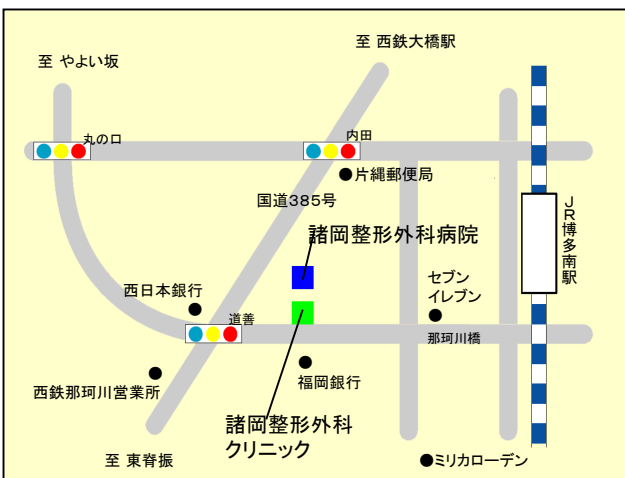 至 西鉄大橋駅
至 やよい坂
丸の口
内田
片縄郵便局
国道385号
JR博多南駅
諸岡整形外科病院
セブン
イレブン
西日本銀行
道善
那珂川橋
西鉄那珂川営業所
福岡銀行
諸岡整形外科
クリニック
至 東脊振
ミリカローデン